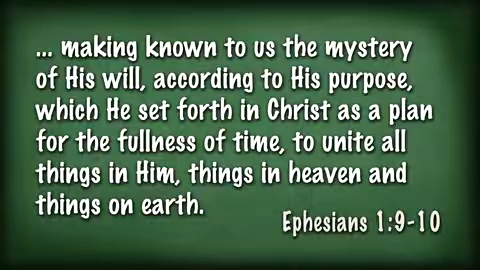 ... making known to us the mystery
of His will, according to His purpose,
which He set forth in Christ as a plan
for the fullness of time, to unite all
things in Him, things in heaven and
things on earth.
Ephesians 1:9-10